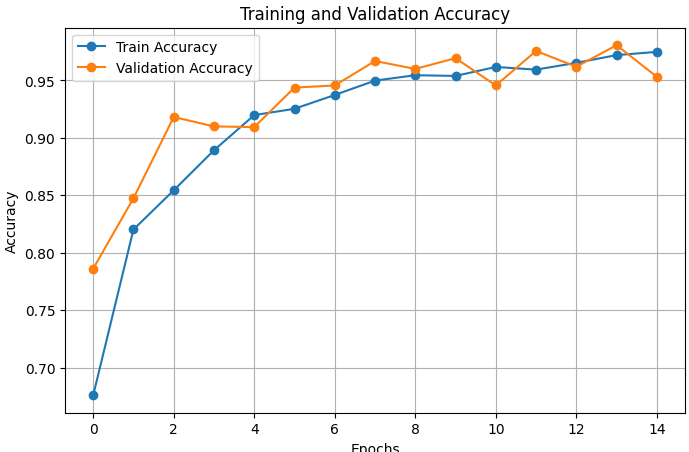 Training and Validation Accuracy
Train Accuracy
Validation Accuracy
Accuracy
0.95
0.90
0.85
0.80
0.75
0.70
0 2 4 6 8 10 12 14
Epochs